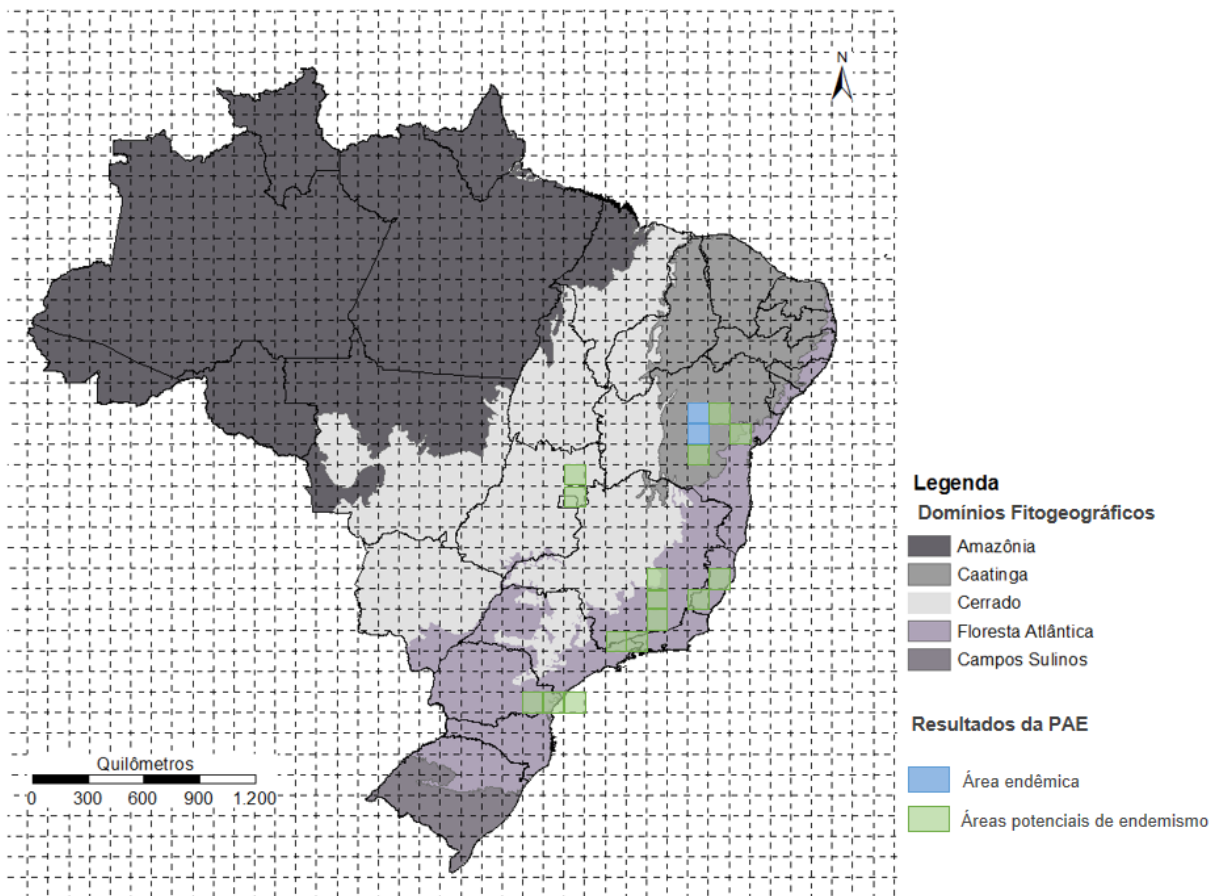 N
Legenda
Domínios Fitogeográficos
Amazônia
Caatinga
Cerrado
Floresta Atlântica
Campos Sulinos
Resultados da PAE
Área endêmica
Áreas potenciais de endemismo
Quilômetros
0 300 600 900 1.200